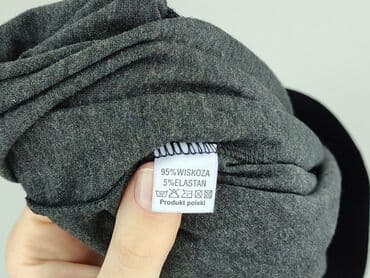 95%WISKOZA
5%ELASTAN
Produkt polski